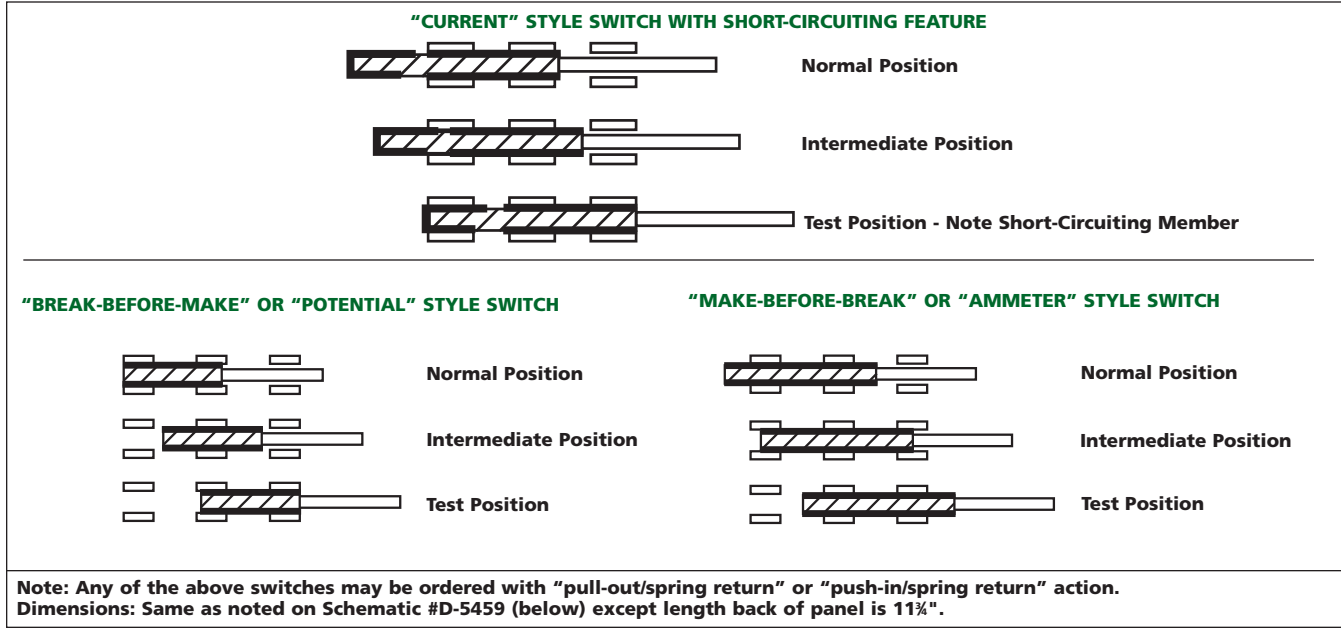 “CURRENT” STYLE SWITCH WITH SHORT-CIRCUITING FEATURE
Normal Position
Intermediate Position
Test Position - Note Short-Circuiting Member
“BREAK-BEFORE-MAKE” OR “POTENTIAL” STYLE SWITCH
Normal Position
Intermediate Position
Test Position
“MAKE-BEFORE-BREAK” OR “AMMETER” STYLE SWITCH
Normal Position
Intermediate Position
Test Position
Note: Any of the above switches may be ordered with “pull-out/spring return” or “push-in/spring return” action.
Dimensions: Same as noted on Schematic #D-5459 (below) except length back of panel is 11¾".